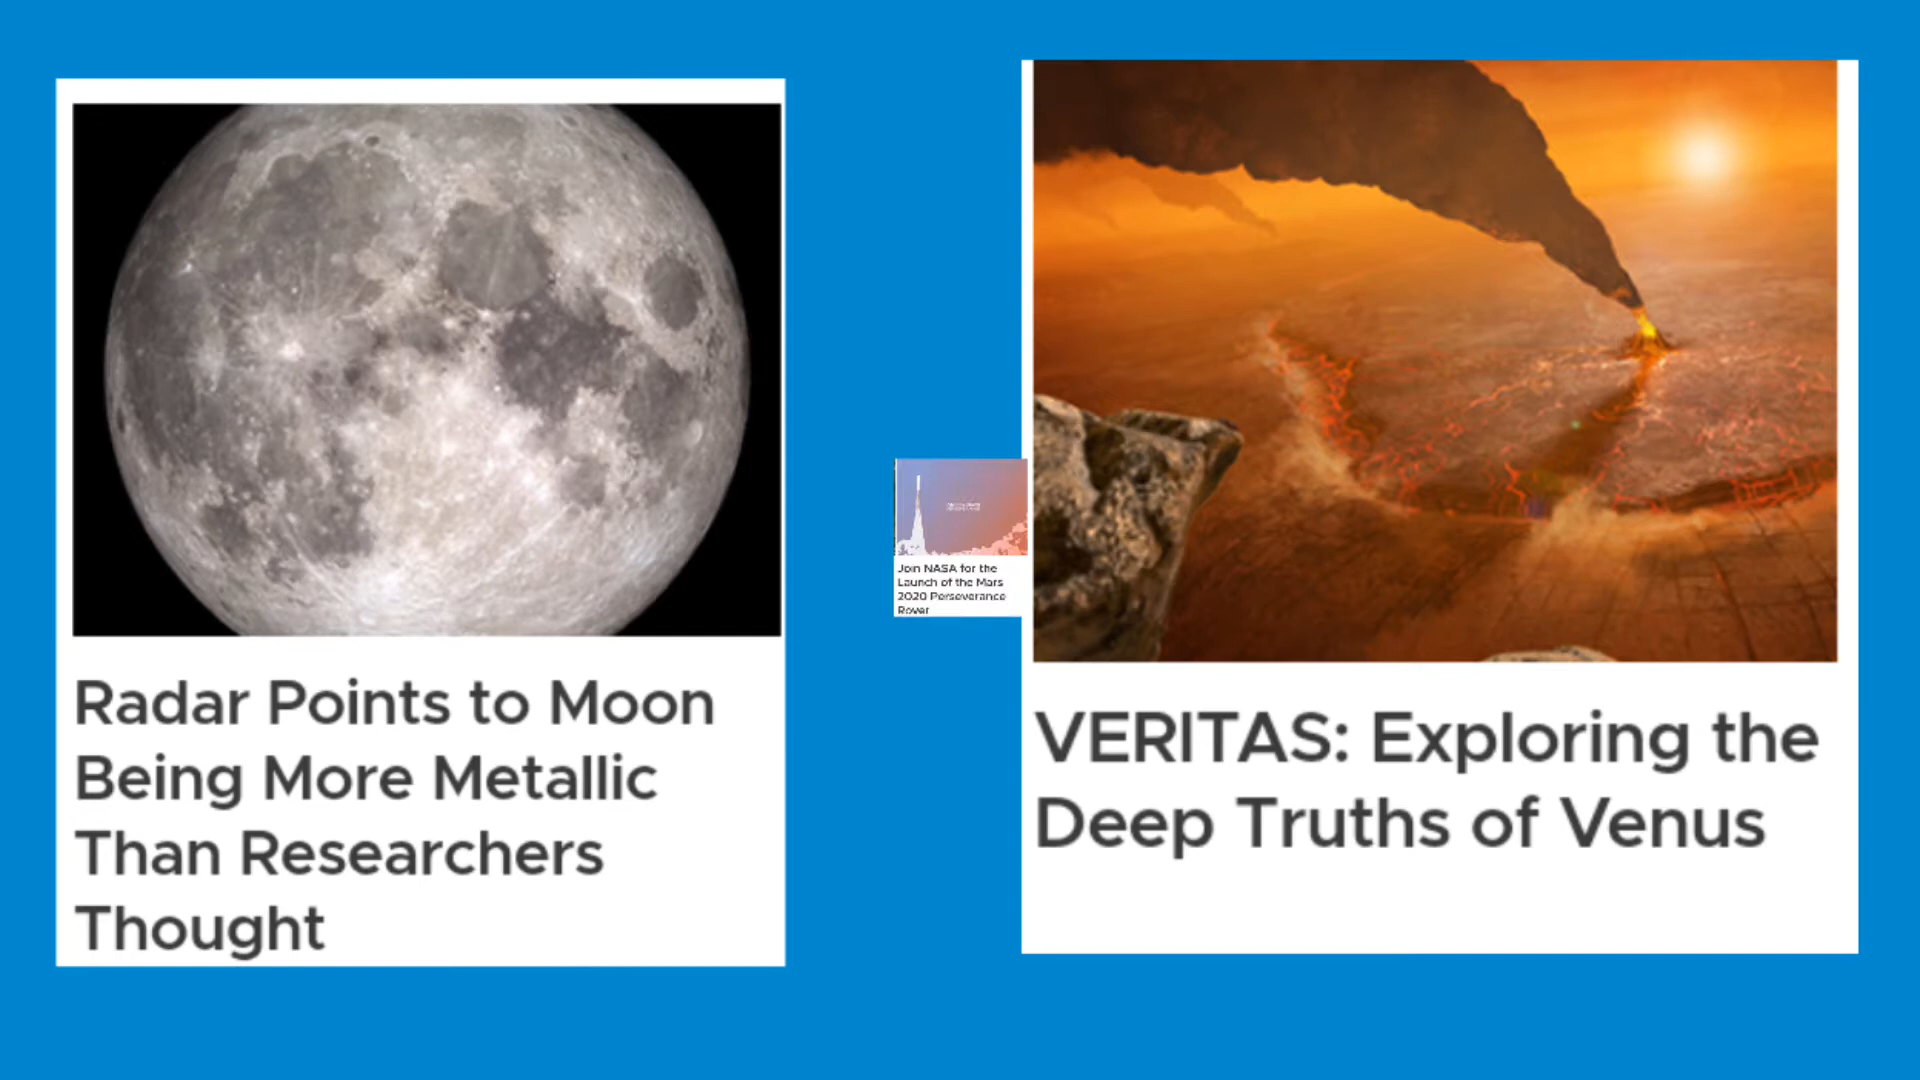 Radar Points to Moon
Being More Metallic
Than Researchers
Thought
Join NASA for the
Launch of the Mars
2020 Perseverance
Rover
VERITAS: Exploring the
Deep Truths of Venus